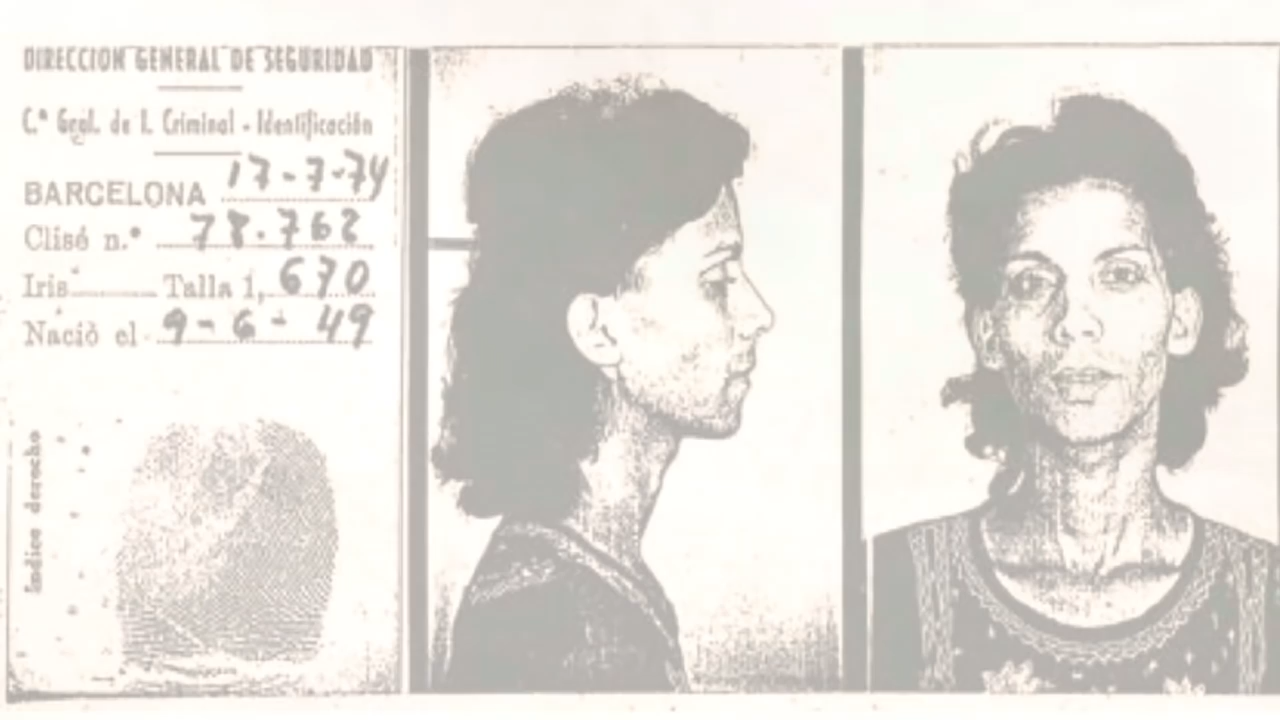 DIRECCION GENERAL DE SEGURIDAD
C.ª Gral. de I. Criminal - Identificación
BARCELONA 17-7-74
Clisé n.º 78.762
Iris Talla 1, 670
Nació el 9-6-49
Indice derecho